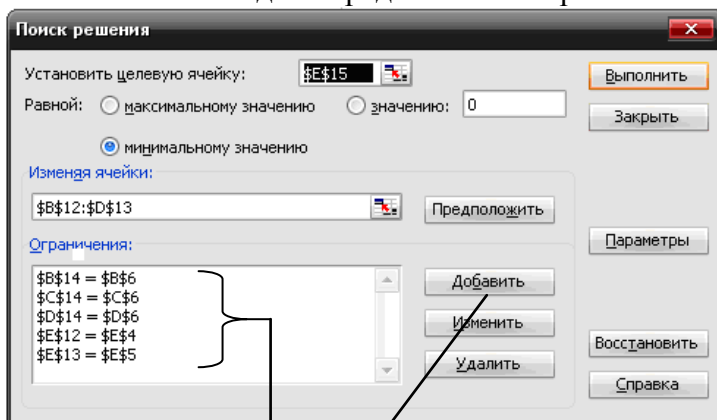 Поиск решения
Установить целевую ячейку: $E$15 Выполнить
Равной: максимальному значению значению: 0 Закрыть
минимальному значению
Изменяя ячейки:
$B$12:$D$13 Предположить
Ограничения: Параметры
$B$14 = $B$6 Добавить
$C$14 = $C$6
$D$14 = $D$6 Изменить
$E$12 = $E$4 Восстановить
$E$13 = $E$5 Удалить
Справка